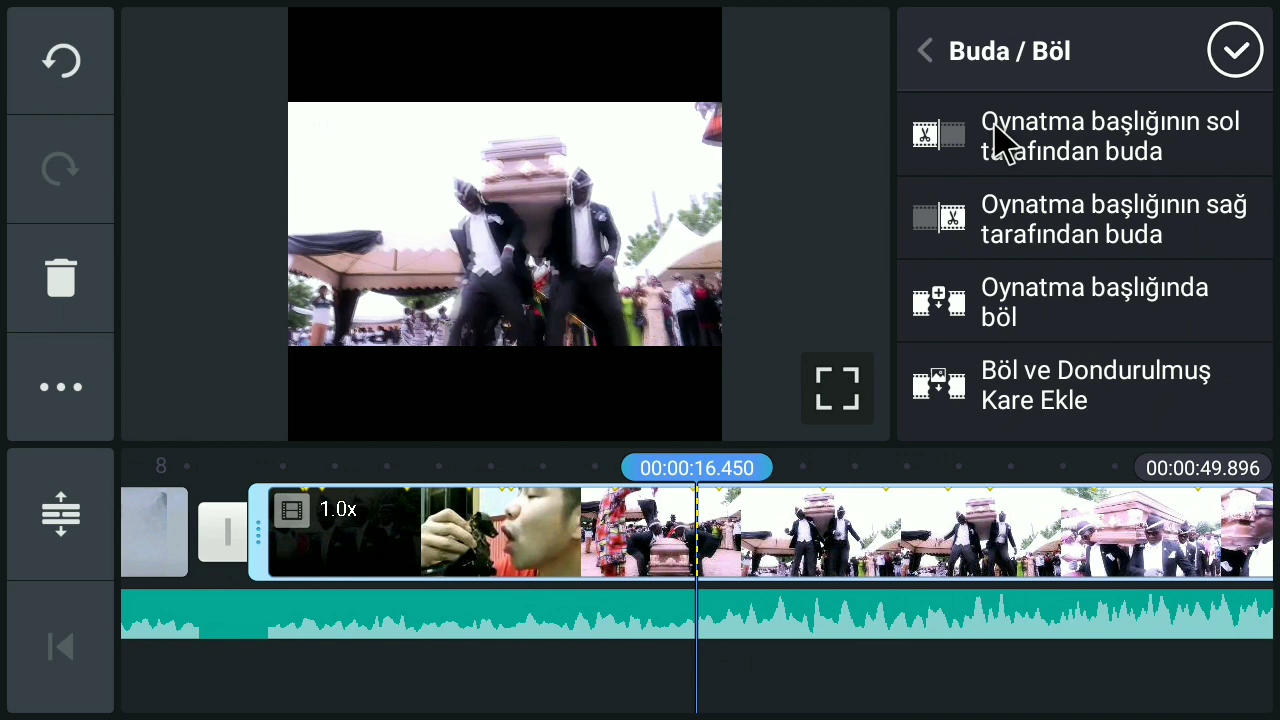 Buda / Böl
Oynatma başlığının sol
tarafından buda
Oynatma başlığının sağ
tarafından buda
Oynatma başlığında
böl
Böl ve Dondurulmuş
Kare Ekle
8
00:00:16.450
00:00:49.896
1.0x